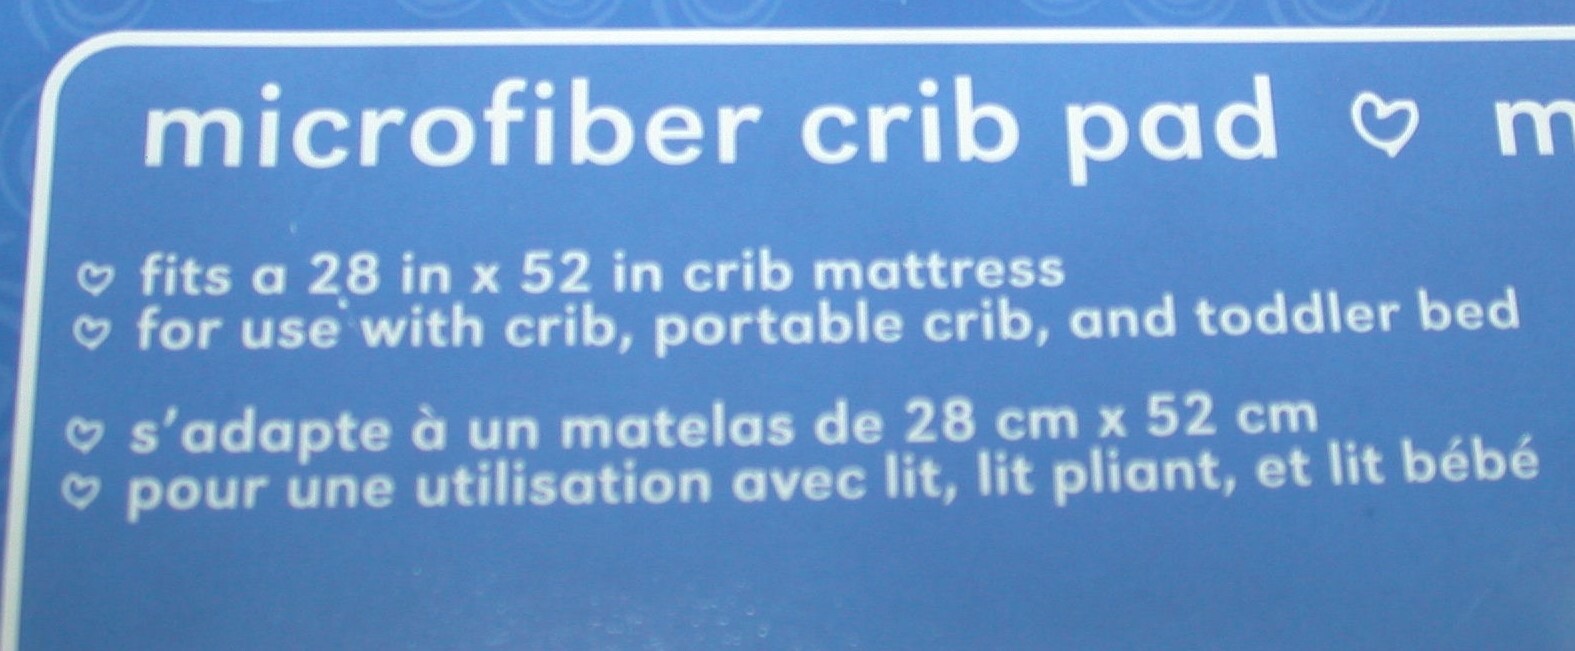 microfiber crib pad ♡ m
♡ fits a 28 in x 52 in crib mattress
♡ for use with crib, portable crib, and toddler bed
♡ s'adapte à un matelas de 28 cm x 52 cm
♡ pour une utilisation avec lit, lit pliant, et lit bébé